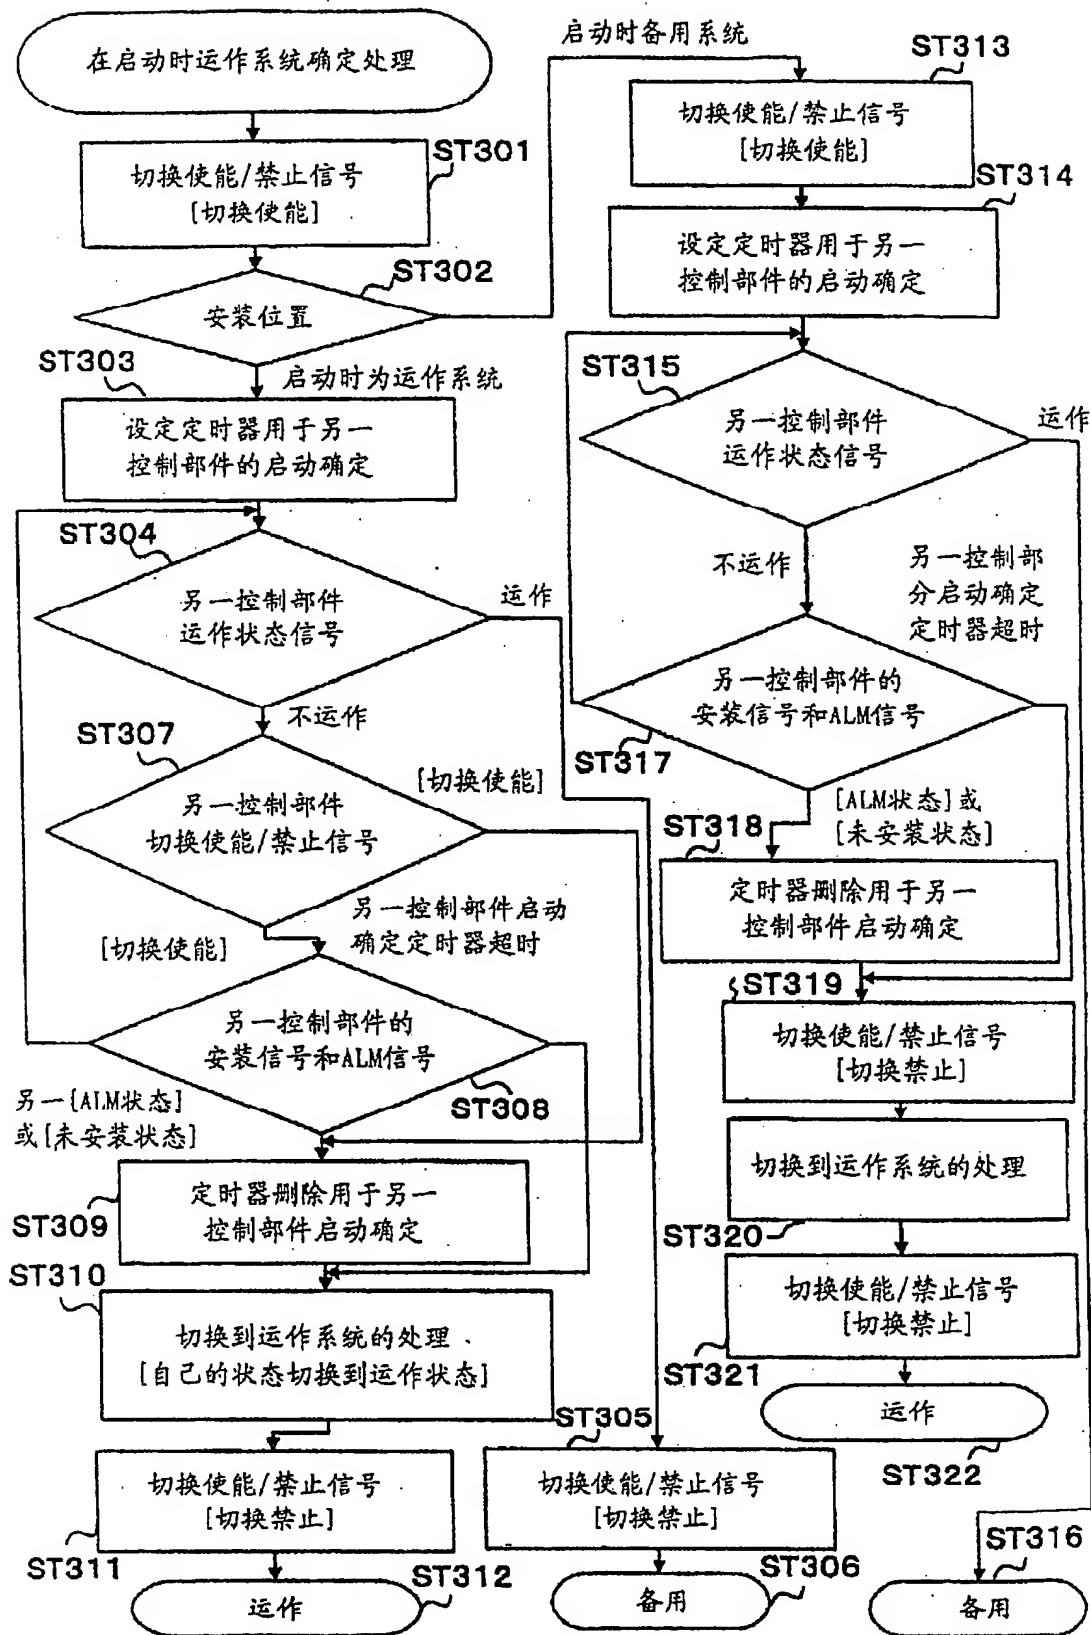 在启动时运作系统确定处理
ST301
切换使能/禁止信号
[切换使能]
ST302
安装位置
启动时备用系统
ST303
启动时为运作系统
设定定时器用于另一
控制部件的启动确定
ST304
另一控制部件
运作状态信号
运作
不运作
ST307
[切换使能]
另一控制部件
切换使能/禁止信号
另一控制部件启动
确定定时器超时
[切换使能]
另一控制部件的
安装信号和ALM信号
ST308
另一[ALM状态]
或[未安装状态]
定时器删除用于另一
控制部件启动确定
ST309
ST310
切换到运作系统的处理
[自己的状态切换到运作状态]
切换使能/禁止信号
[切换禁止]
ST311
运作
ST312
ST305
切换使能/禁止信号
[切换禁止]
备用
ST306
ST313
切换使能/禁止信号
[切换使能]
ST314
设定定时器用于另一
控制部件的启动确定
ST315
另一控制部件
运作状态信号
运作
不运作
另一控制部
分启动确定
定时器超时
另一控制部件的
安装信号和ALM信号
ST317
[ALM状态]或
[未安装状态]
ST318
定时器删除用于另一
控制部件启动确定
ST319
切换使能/禁止信号
[切换禁止]
切换到运作系统的处理
ST320
切换使能/禁止信号
[切换禁止]
ST321
运作
ST322
ST316
备用